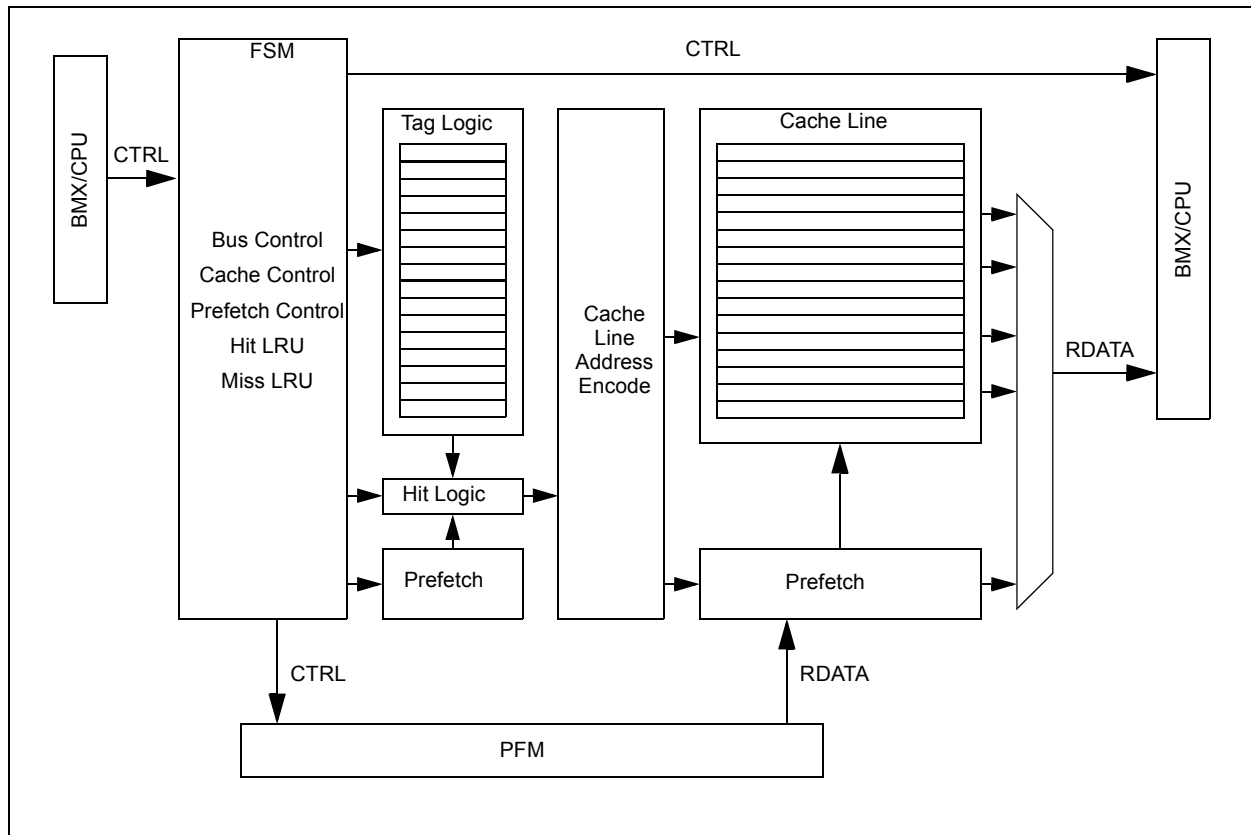 FSM
CTRL
BMX/CPU
CTRL
Bus Control
Cache Control
Prefetch Control
Hit LRU
Miss LRU
Tag Logic
Hit Logic
Prefetch
Cache
Line
Address
Encode
Cache Line
Prefetch
RDATA
BMX/CPU
CTRL
RDATA
PFM